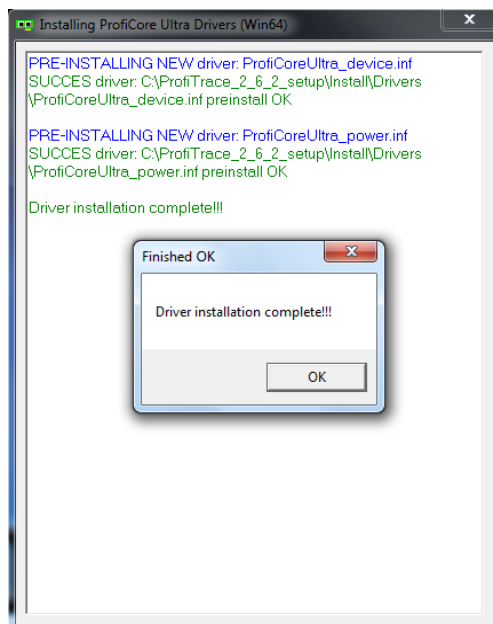 Installing ProfiCore Ultra Drivers (Win64)
PRE-INSTALLING NEW driver: ProfiCoreUltra_device.inf
SUCCES driver: C:\ProfiTrace_2_6_2_setup\Install\Drivers
\ProfiCoreUltra_device.inf preinstall OK
PRE-INSTALLING NEW driver: ProfiCoreUltra_power.inf
SUCCES driver: C:\ProfiTrace_2_6_2_setup\Install\Drivers
\ProfiCoreUltra_power.inf preinstall OK
Driver installation complete!!!
Finished OK
Driver installation complete!!!
OK